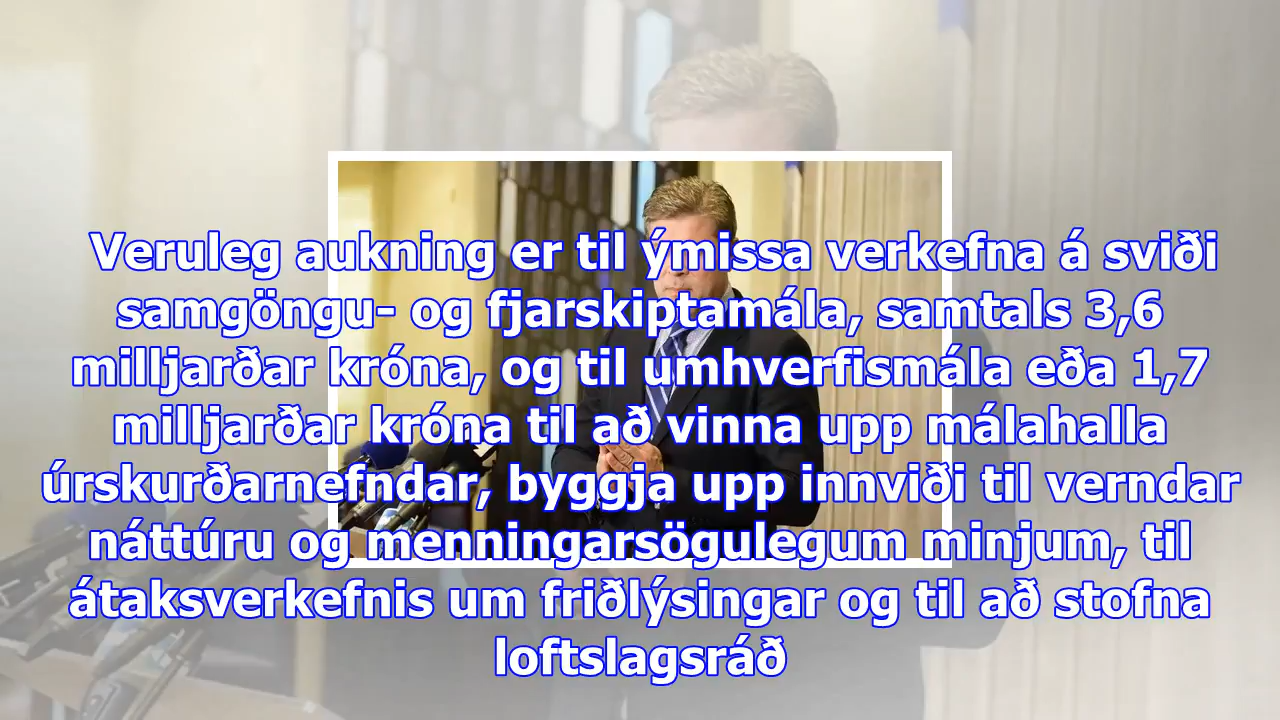 Veruleg aukning er til ýmissa verkefna á sviði
samgöngu- og fjarskiptamála, samtals 3,6
milljarðar króna, og til umhverfismála eða 1,7
milljarðar króna til að vinna upp málahalla
úrskurðarnefndar, byggja upp innviði til verndar
náttúru og menningarsögulegum minjum, til
átaksverkefnis um friðlýsingar og til að stofna
loftslagsráð